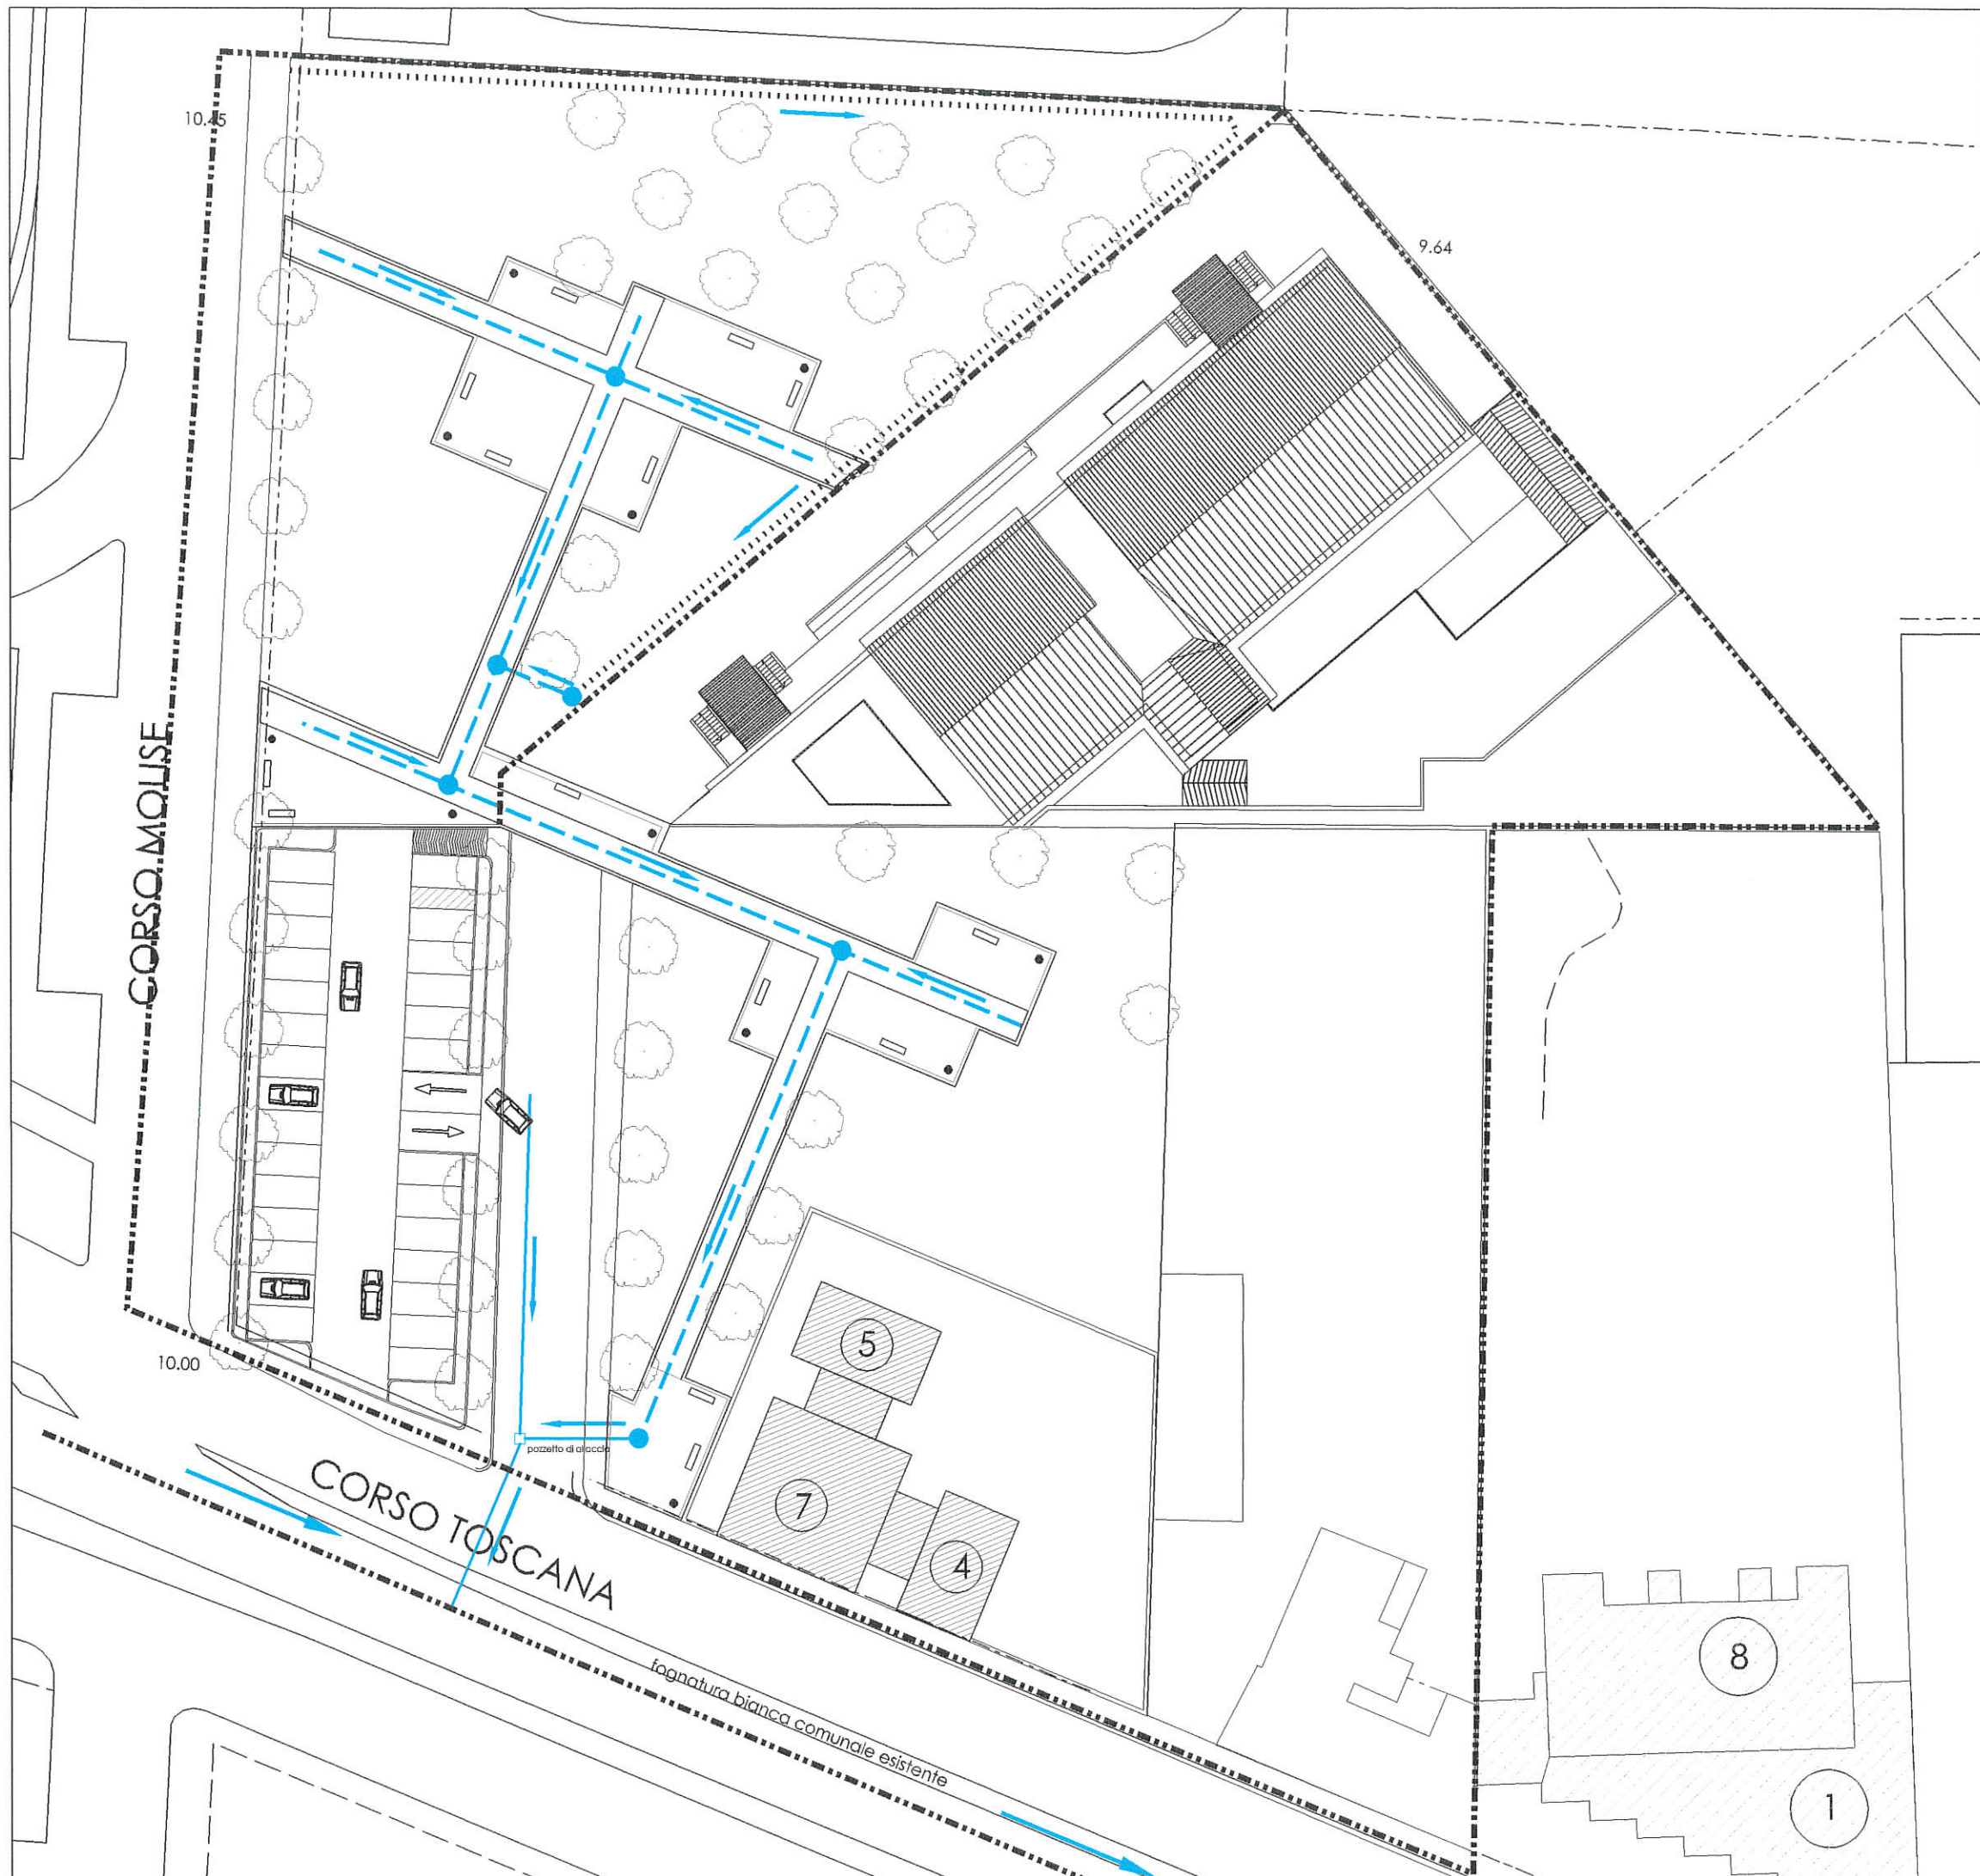 10.45
9.64
CORSO MOLISE
5
10.00
pozzetto di allaccio
CORSO TOSCANA
7
4
fognatura bianca comunale esistente
8
1